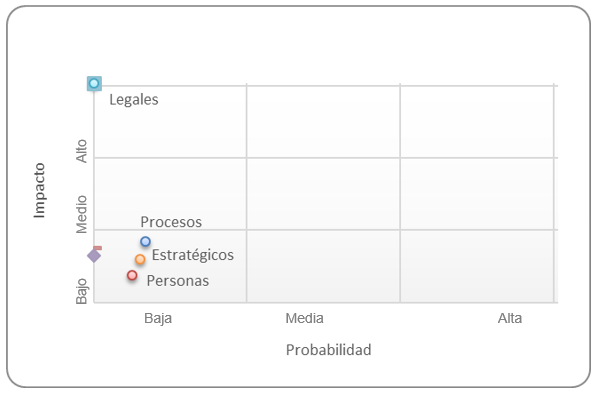 Legales
Impacto
Alto
Medio
Bajo
Procesos
Estratégicos
Personas
Baja
Media
Alta
Probabilidad